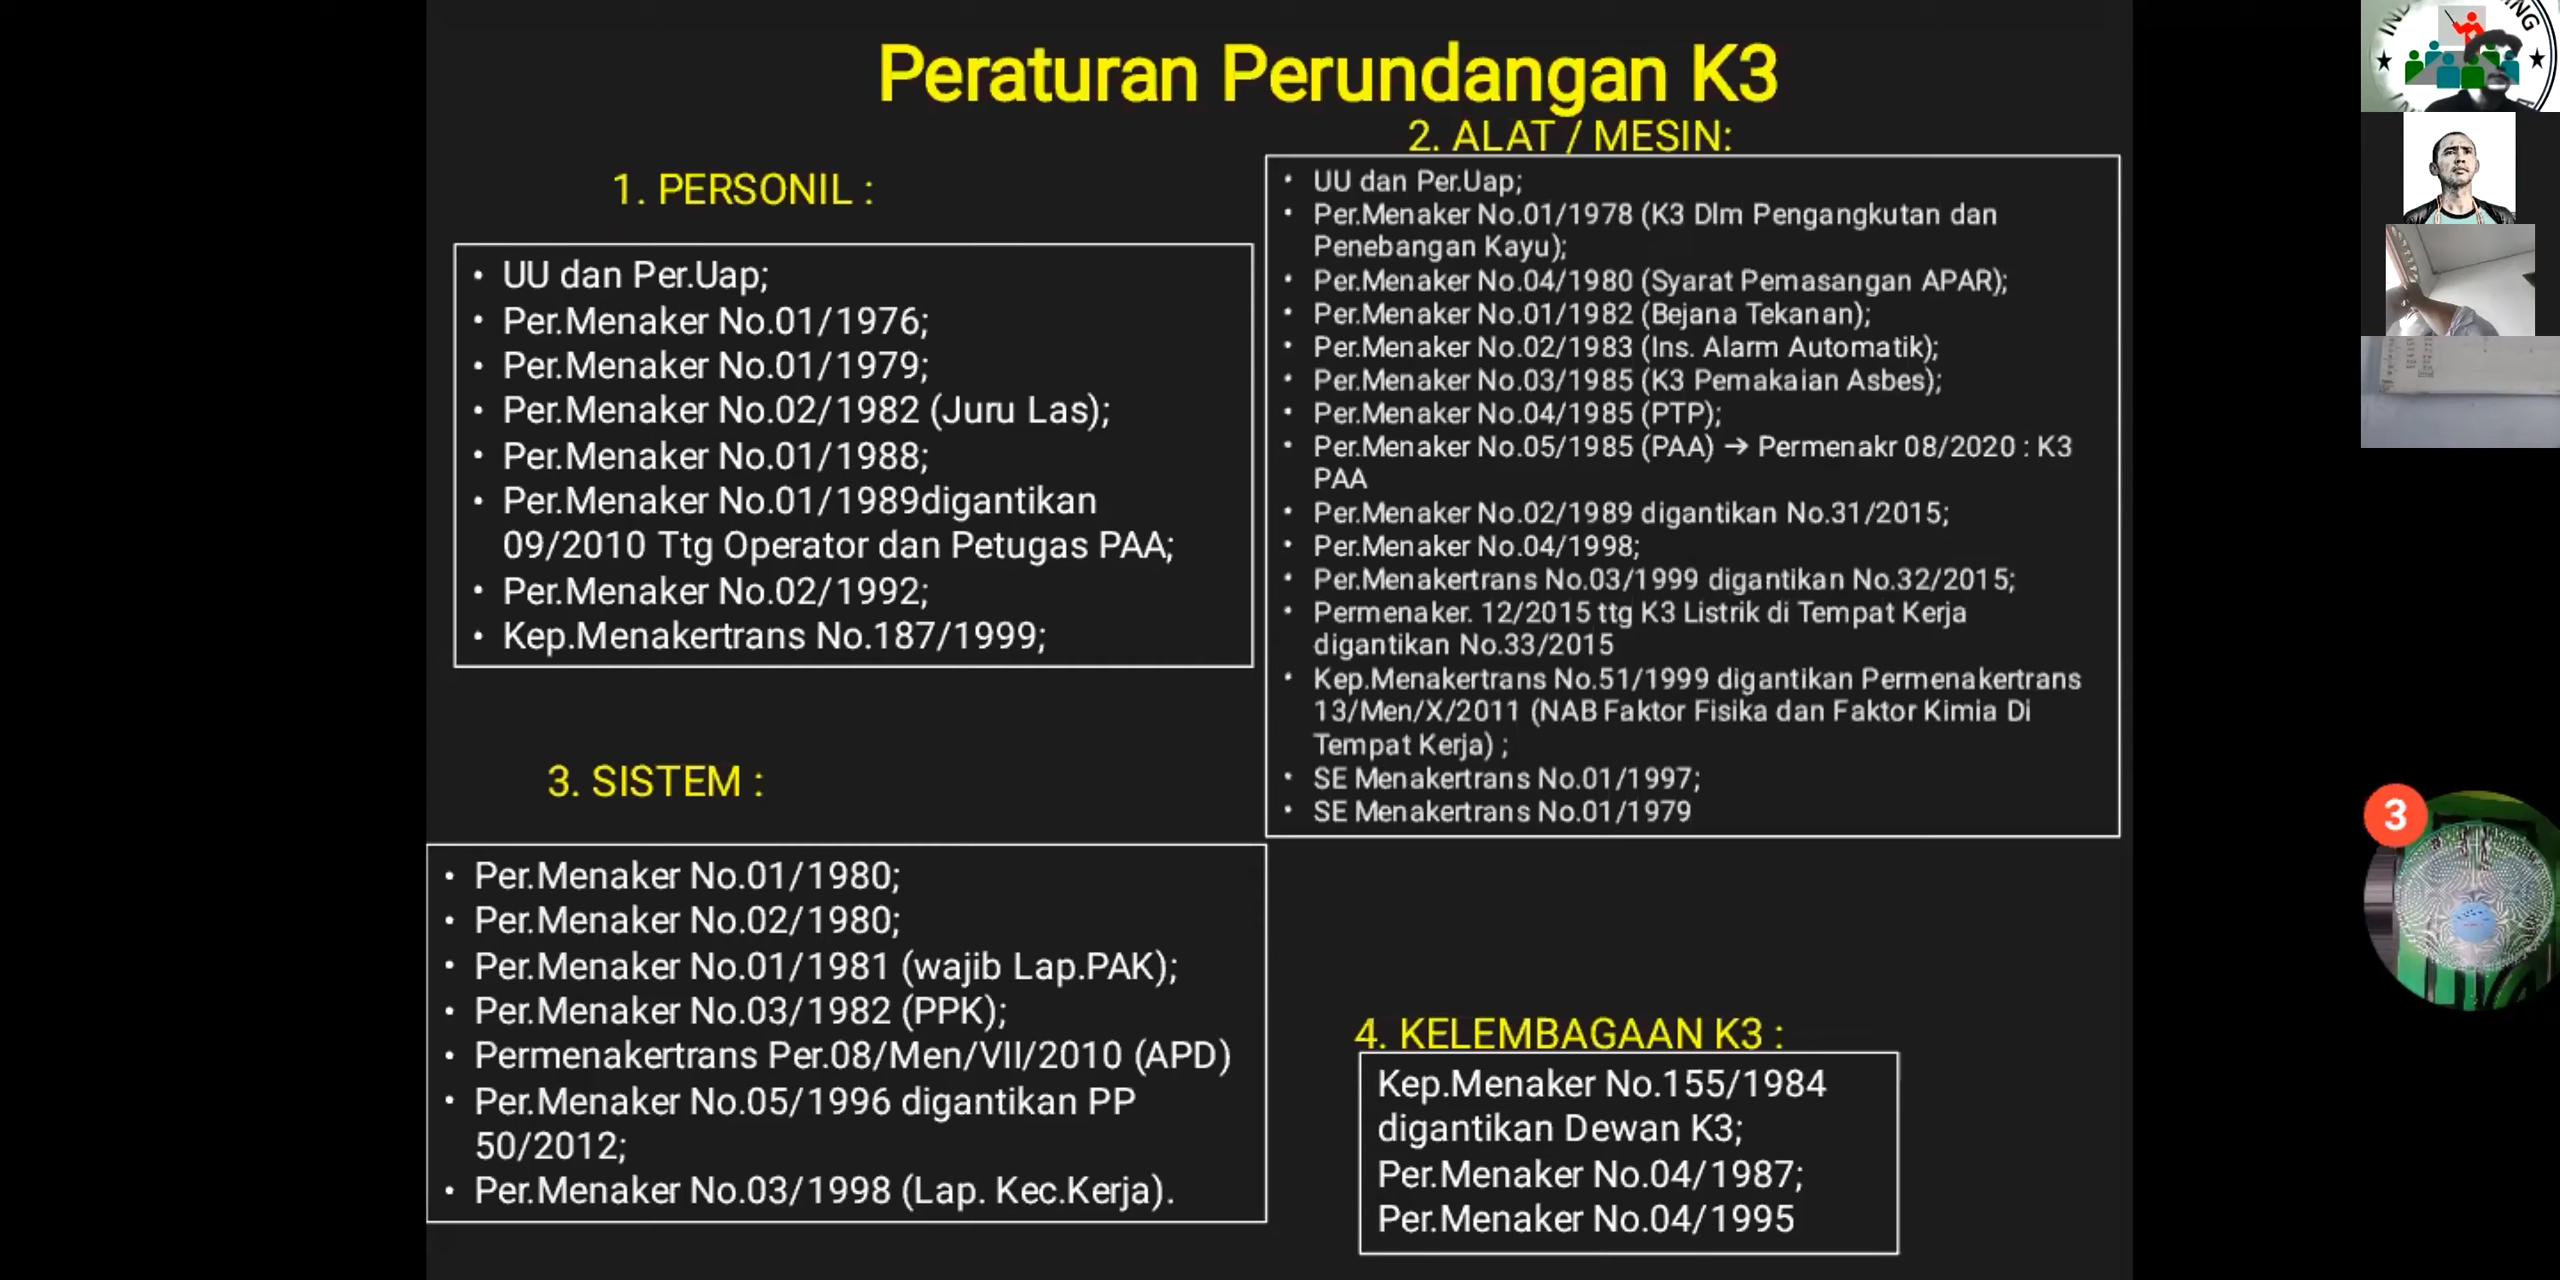 Peraturan Perundangan K3
1. PERSONIL :
• UU dan Per.Uap;
• Per.Menaker No.01/1976;
• Per.Menaker No.01/1979;
• Per.Menaker No.02/1982 (Juru Las);
• Per.Menaker No.01/1988;
• Per.Menaker No.01/1989digantikan
09/2010 Ttg Operator dan Petugas PAA;
• Per.Menaker No.02/1992;
• Kep.Menakertrans No.187/1999;
2. ALAT / MESIN:
• UU dan Per.Uap;
• Per.Menaker No.01/1978 (K3 Dlm Pengangkutan dan
Penebangan Kayu);
• Per.Menaker No.04/1980 (Syarat Pemasangan APAR);
• Per.Menaker No.01/1982 (Bejana Tekanan);
• Per.Menaker No.02/1983 (Ins. Alarm Automatik);
• Per.Menaker No.03/1985 (K3 Pemakaian Asbes);
• Per.Menaker No.04/1985 (PTP);
• Per.Menaker No.05/1985 (PAA) → Permenakr 08/2020 : K3
PAA
• Per.Menaker No.02/1989 digantikan No.31/2015;
• Per.Menaker No.04/1998;
• Per.Menakertrans No.03/1999 digantikan No.32/2015;
• Permenaker. 12/2015 ttg K3 Listrik di Tempat Kerja
digantikan No.33/2015
• Kep.Menakertrans No.51/1999 digantikan Permenakertrans
13/Men/X/2011 (NAB Faktor Fisika dan Faktor Kimia Di
Tempat Kerja) ;
• SE Menakertrans No.01/1997;
• SE Menakertrans No.01/1979
3. SISTEM :
• Per.Menaker No.01/1980;
• Per.Menaker No.02/1980;
• Per.Menaker No.01/1981 (wajib Lap.PAK);
• Per.Menaker No.03/1982 (PPK);
• Permenakertrans Per.08/Men/VII/2010 (APD)
• Per.Menaker No.05/1996 digantikan PP
50/2012;
• Per.Menaker No.03/1998 (Lap. Kec.Kerja).
4. KELEMBAGAAN K3 :
Kep.Menaker No.155/1984
digantikan Dewan K3;
Per.Menaker No.04/1987;
Per.Menaker No.04/1995
3